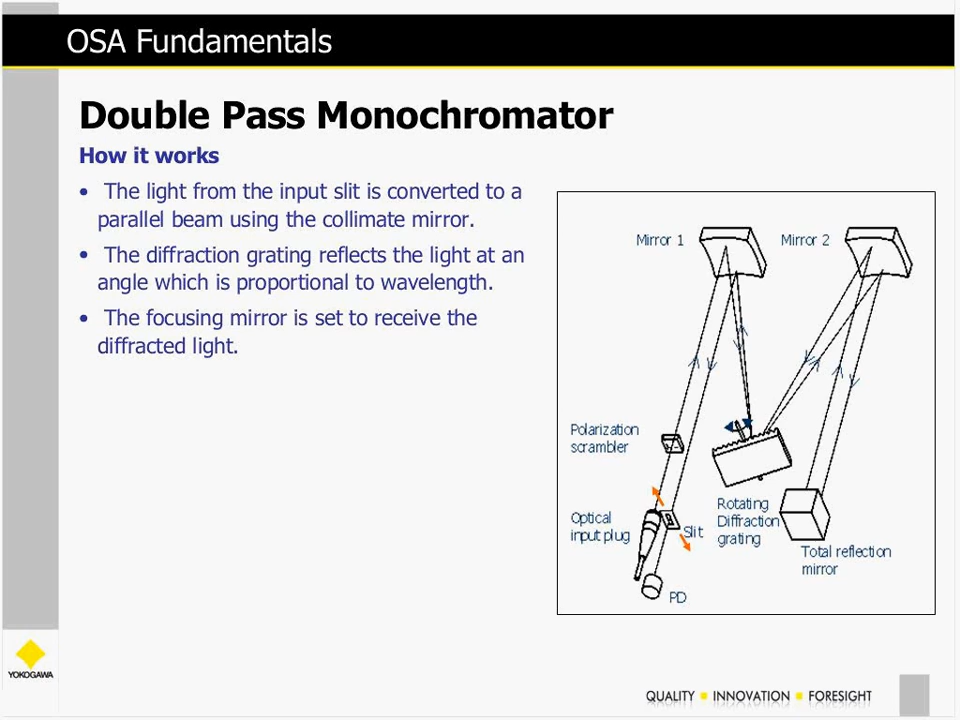 OSA Fundamentals
Double Pass Monochromator
How it works
• The light from the input slit is converted to a
parallel beam using the collimate mirror.
• The diffraction grating reflects the light at an
angle which is proportional to wavelength.
• The focusing mirror is set to receive the
diffracted light.
Mirror 1
Mirror 2
Polarization
scrambler
Optical
input plug
Slit
Rotating
Diffraction
grating
Total reflection
mirror
PD
YOKOGAWA
QUALITY ■ INNOVATION ■ FORESIGHT